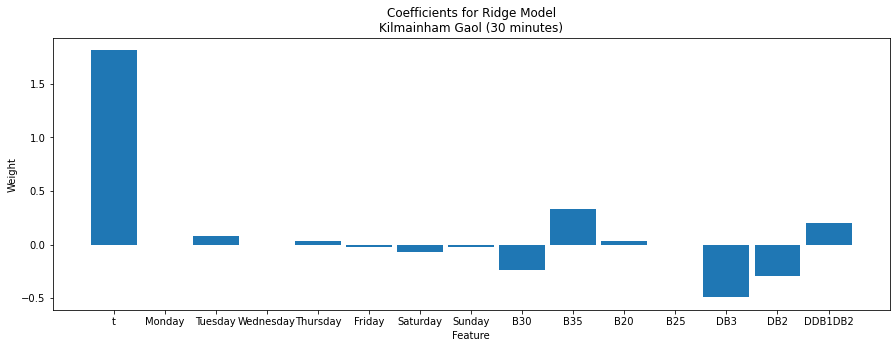 Coefficients for Ridge Model
Kilmainham Gaol (30 minutes)
Weight
1.5
1.0
0.5
0.0
−0.5
t Monday Tuesday Wednesday Thursday Friday Saturday Sunday B30 B35 B20 B25 DB3 DB2 DDB1DB2
Feature